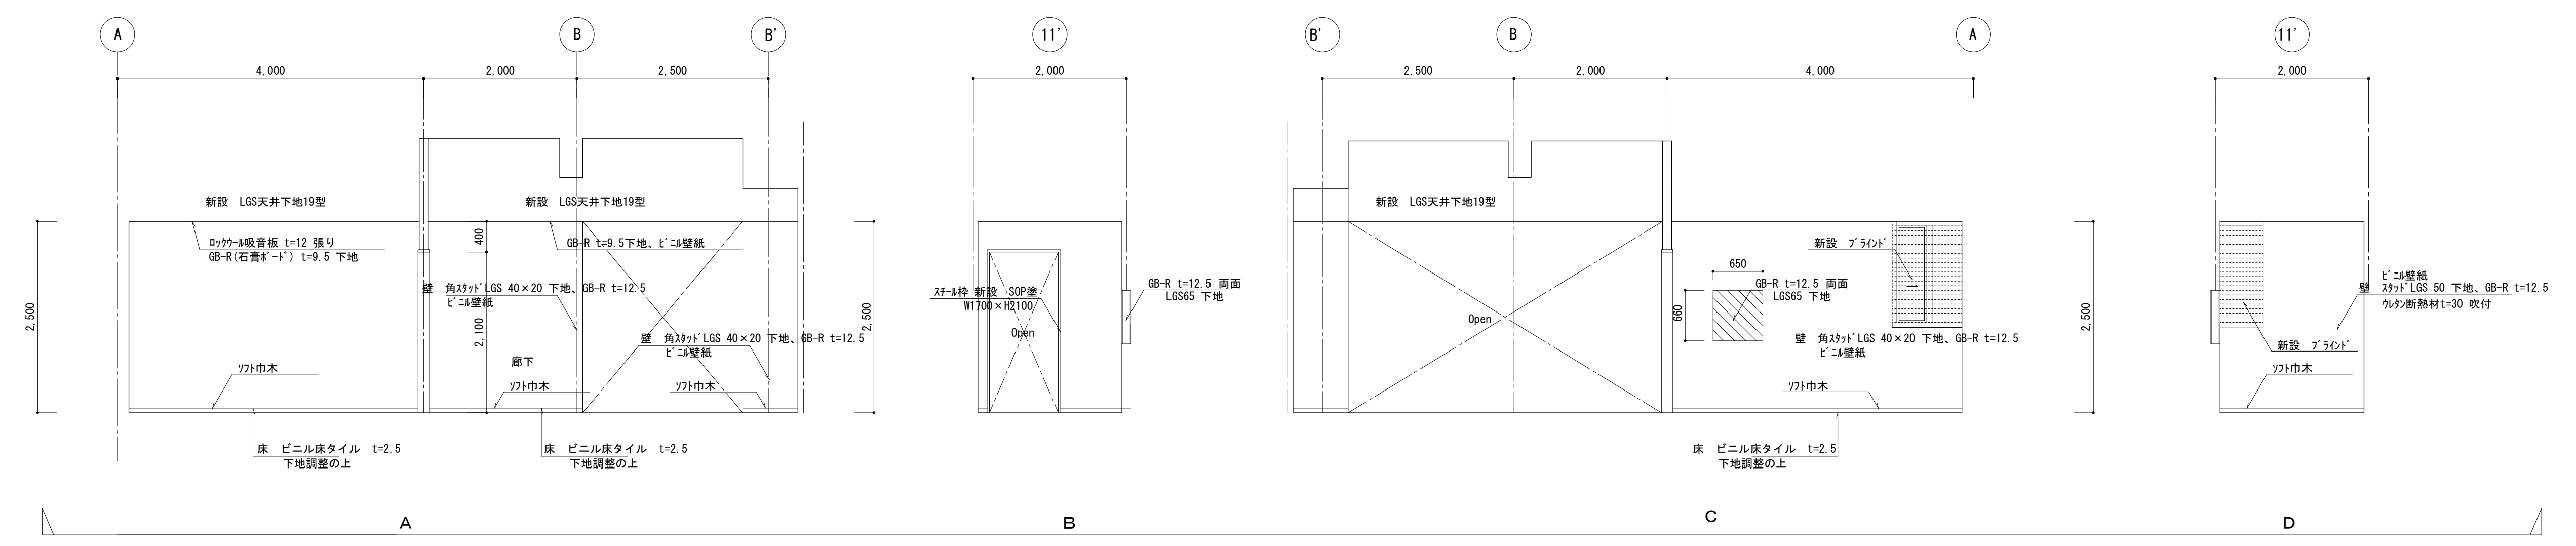 A
B
B'
11'
B'
B
A
11'
4,000
2,000
2,500
2,000
2,500
2,000
4,000
2,000
新設　LGS天井下地19型
新設　LGS天井下地19型
新設　LGS天井下地19型
ﾛｯｸｳｰﾙ吸音板 t=12 張り
GB-R(石膏ﾎﾞｰﾄﾞ) t=9.5 下地
400
GB-R t=9.5下地、ﾋﾞﾆﾙ壁紙
新設　ﾌﾞﾗｲﾝﾄﾞ
650
壁　角ｽﾀｯﾄﾞLGS 40×20 下地、GB-R t=12.5
ﾋﾞﾆﾙ壁紙
ｽﾁｰﾙ枠 新設　SOP塗
W1700×H2100
GB-R t=12.5 両面
LGS65 下地
GB-R t=12.5 両面
LGS65 下地
ﾋﾞﾆﾙ壁紙
壁　ｽﾀｯﾄﾞLGS 50 下地、GB-R t=12.5
ｳﾚﾀﾝ断熱材t=30 吹付
2,500
2,100
2,500
660
2,500
Open
Open
壁　角ｽﾀｯﾄﾞLGS 40×20 下地、GB-R t=12.5
ﾋﾞﾆﾙ壁紙
壁　角ｽﾀｯﾄﾞLGS 40×20 下地、GB-R t=12.5
ﾋﾞﾆﾙ壁紙
新設　ﾌﾞﾗｲﾝﾄﾞ
廊下
ｿﾌﾄ巾木
ｿﾌﾄ巾木
ｿﾌﾄ巾木
ｿﾌﾄ巾木
ｿﾌﾄ巾木
床　ビニル床タイル　t=2.5
下地調整の上
床　ビニル床タイル　t=2.5
下地調整の上
床　ビニル床タイル　t=2.5
下地調整の上
A
B
C
D